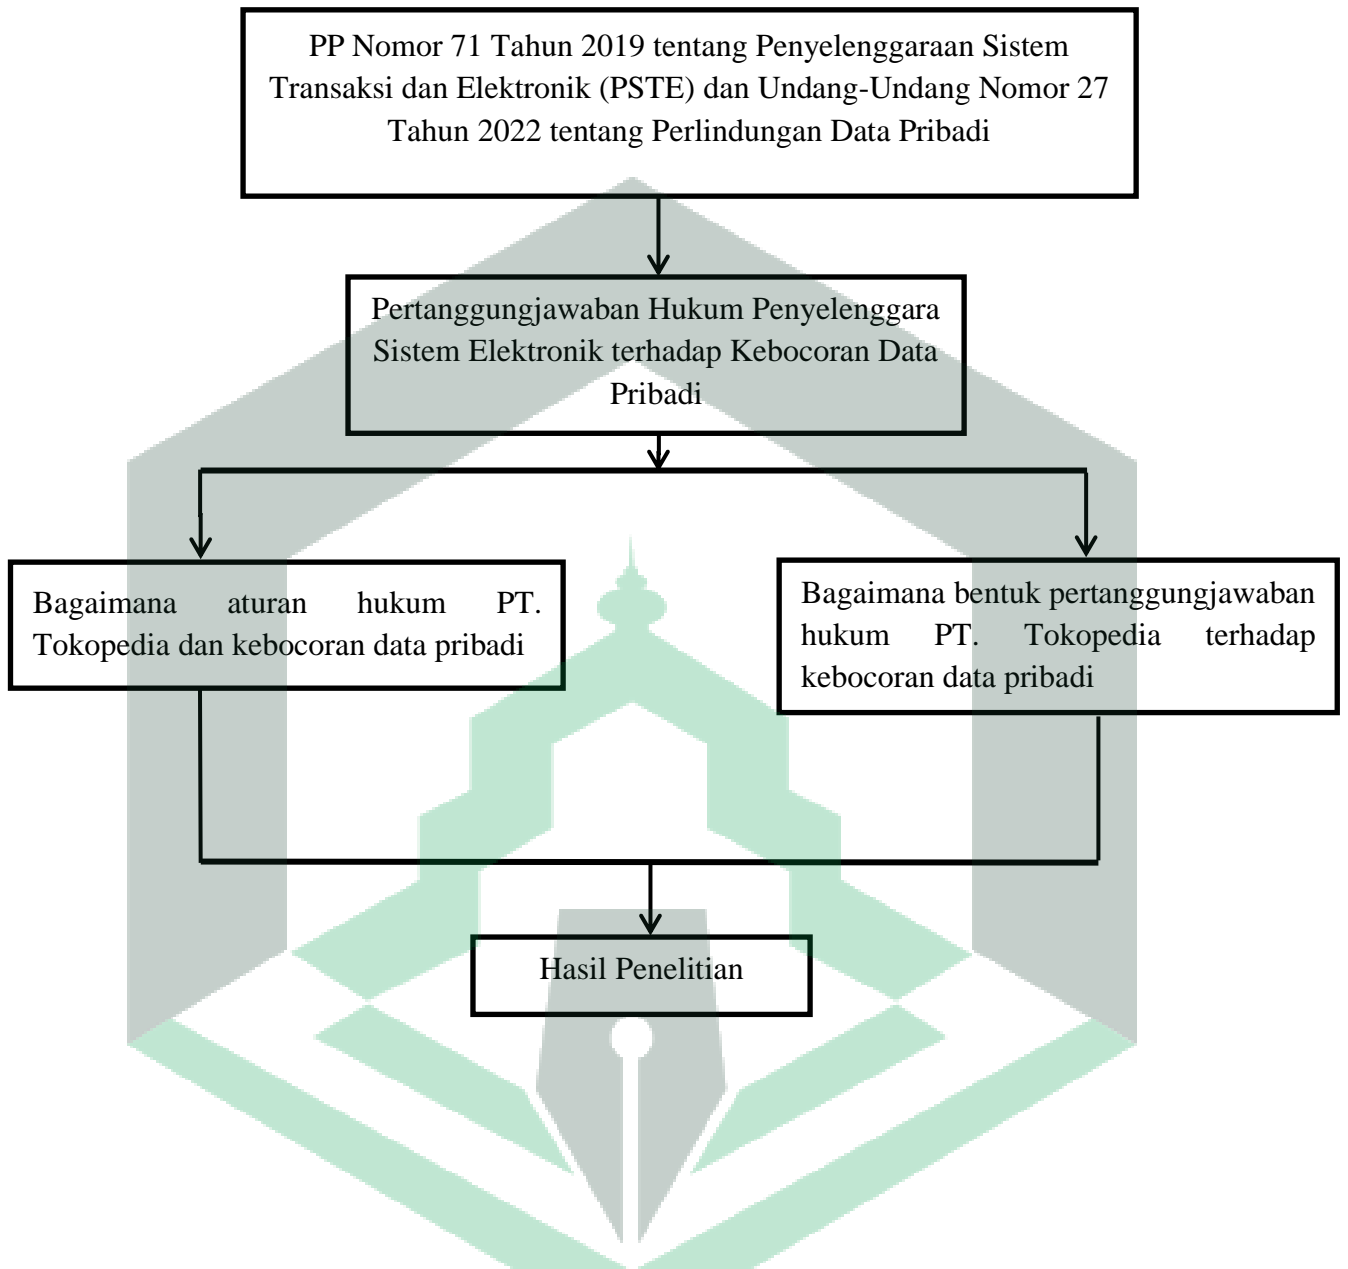 PP Nomor 71 Tahun 2019 tentang Penyelenggaraan Sistem
Transaksi dan Elektronik (PSTE) dan Undang-Undang Nomor 27
Tahun 2022 tentang Perlindungan Data Pribadi
Pertanggungjawaban Hukum Penyelenggara
Sistem Elektronik terhadap Kebocoran Data
Pribadi
Bagaimana aturan hukum PT.
Tokopedia dan kebocoran data pribadi
Bagaimana bentuk pertanggungjawaban
hukum PT. Tokopedia terhadap
kebocoran data pribadi
Hasil Penelitian